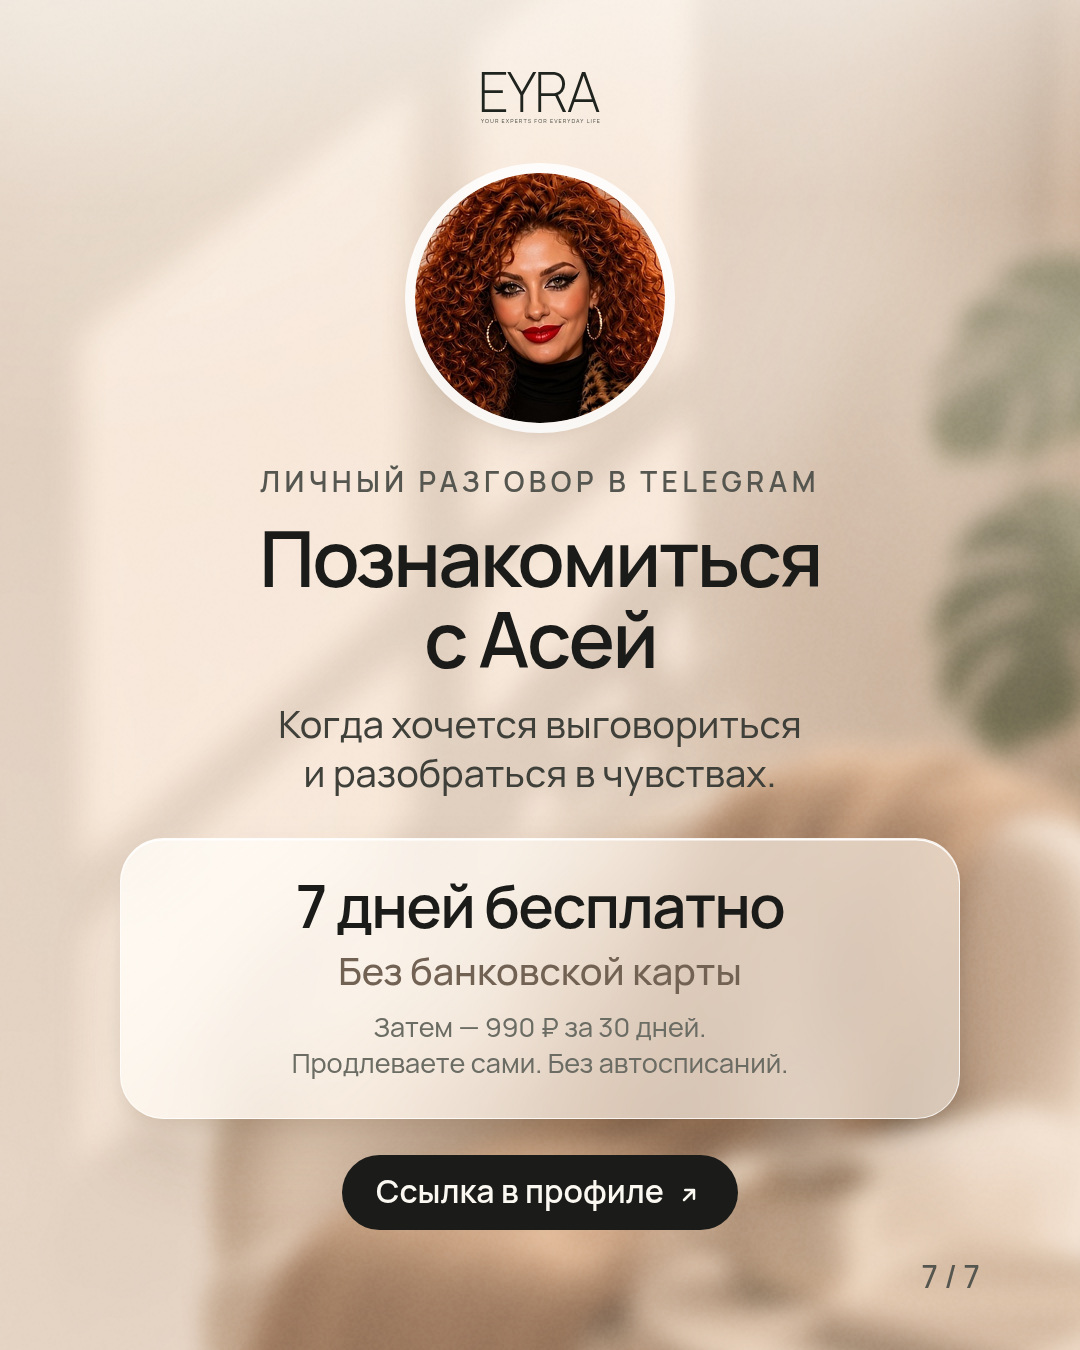 EYRA
YOUR EXPERTS FOR EVERYDAY LIFE
ЛИЧНЫЙ РАЗГОВОР В TELEGRAM
Познакомиться
с Асей
Когда хочется выговориться
и разобраться в чувствах.
7 дней бесплатно
Без банковской карты
Затем — 990 ₽ за 30 дней.
Продлеваете сами. Без автосписаний.
Ссылка в профиле ↗
7 / 7